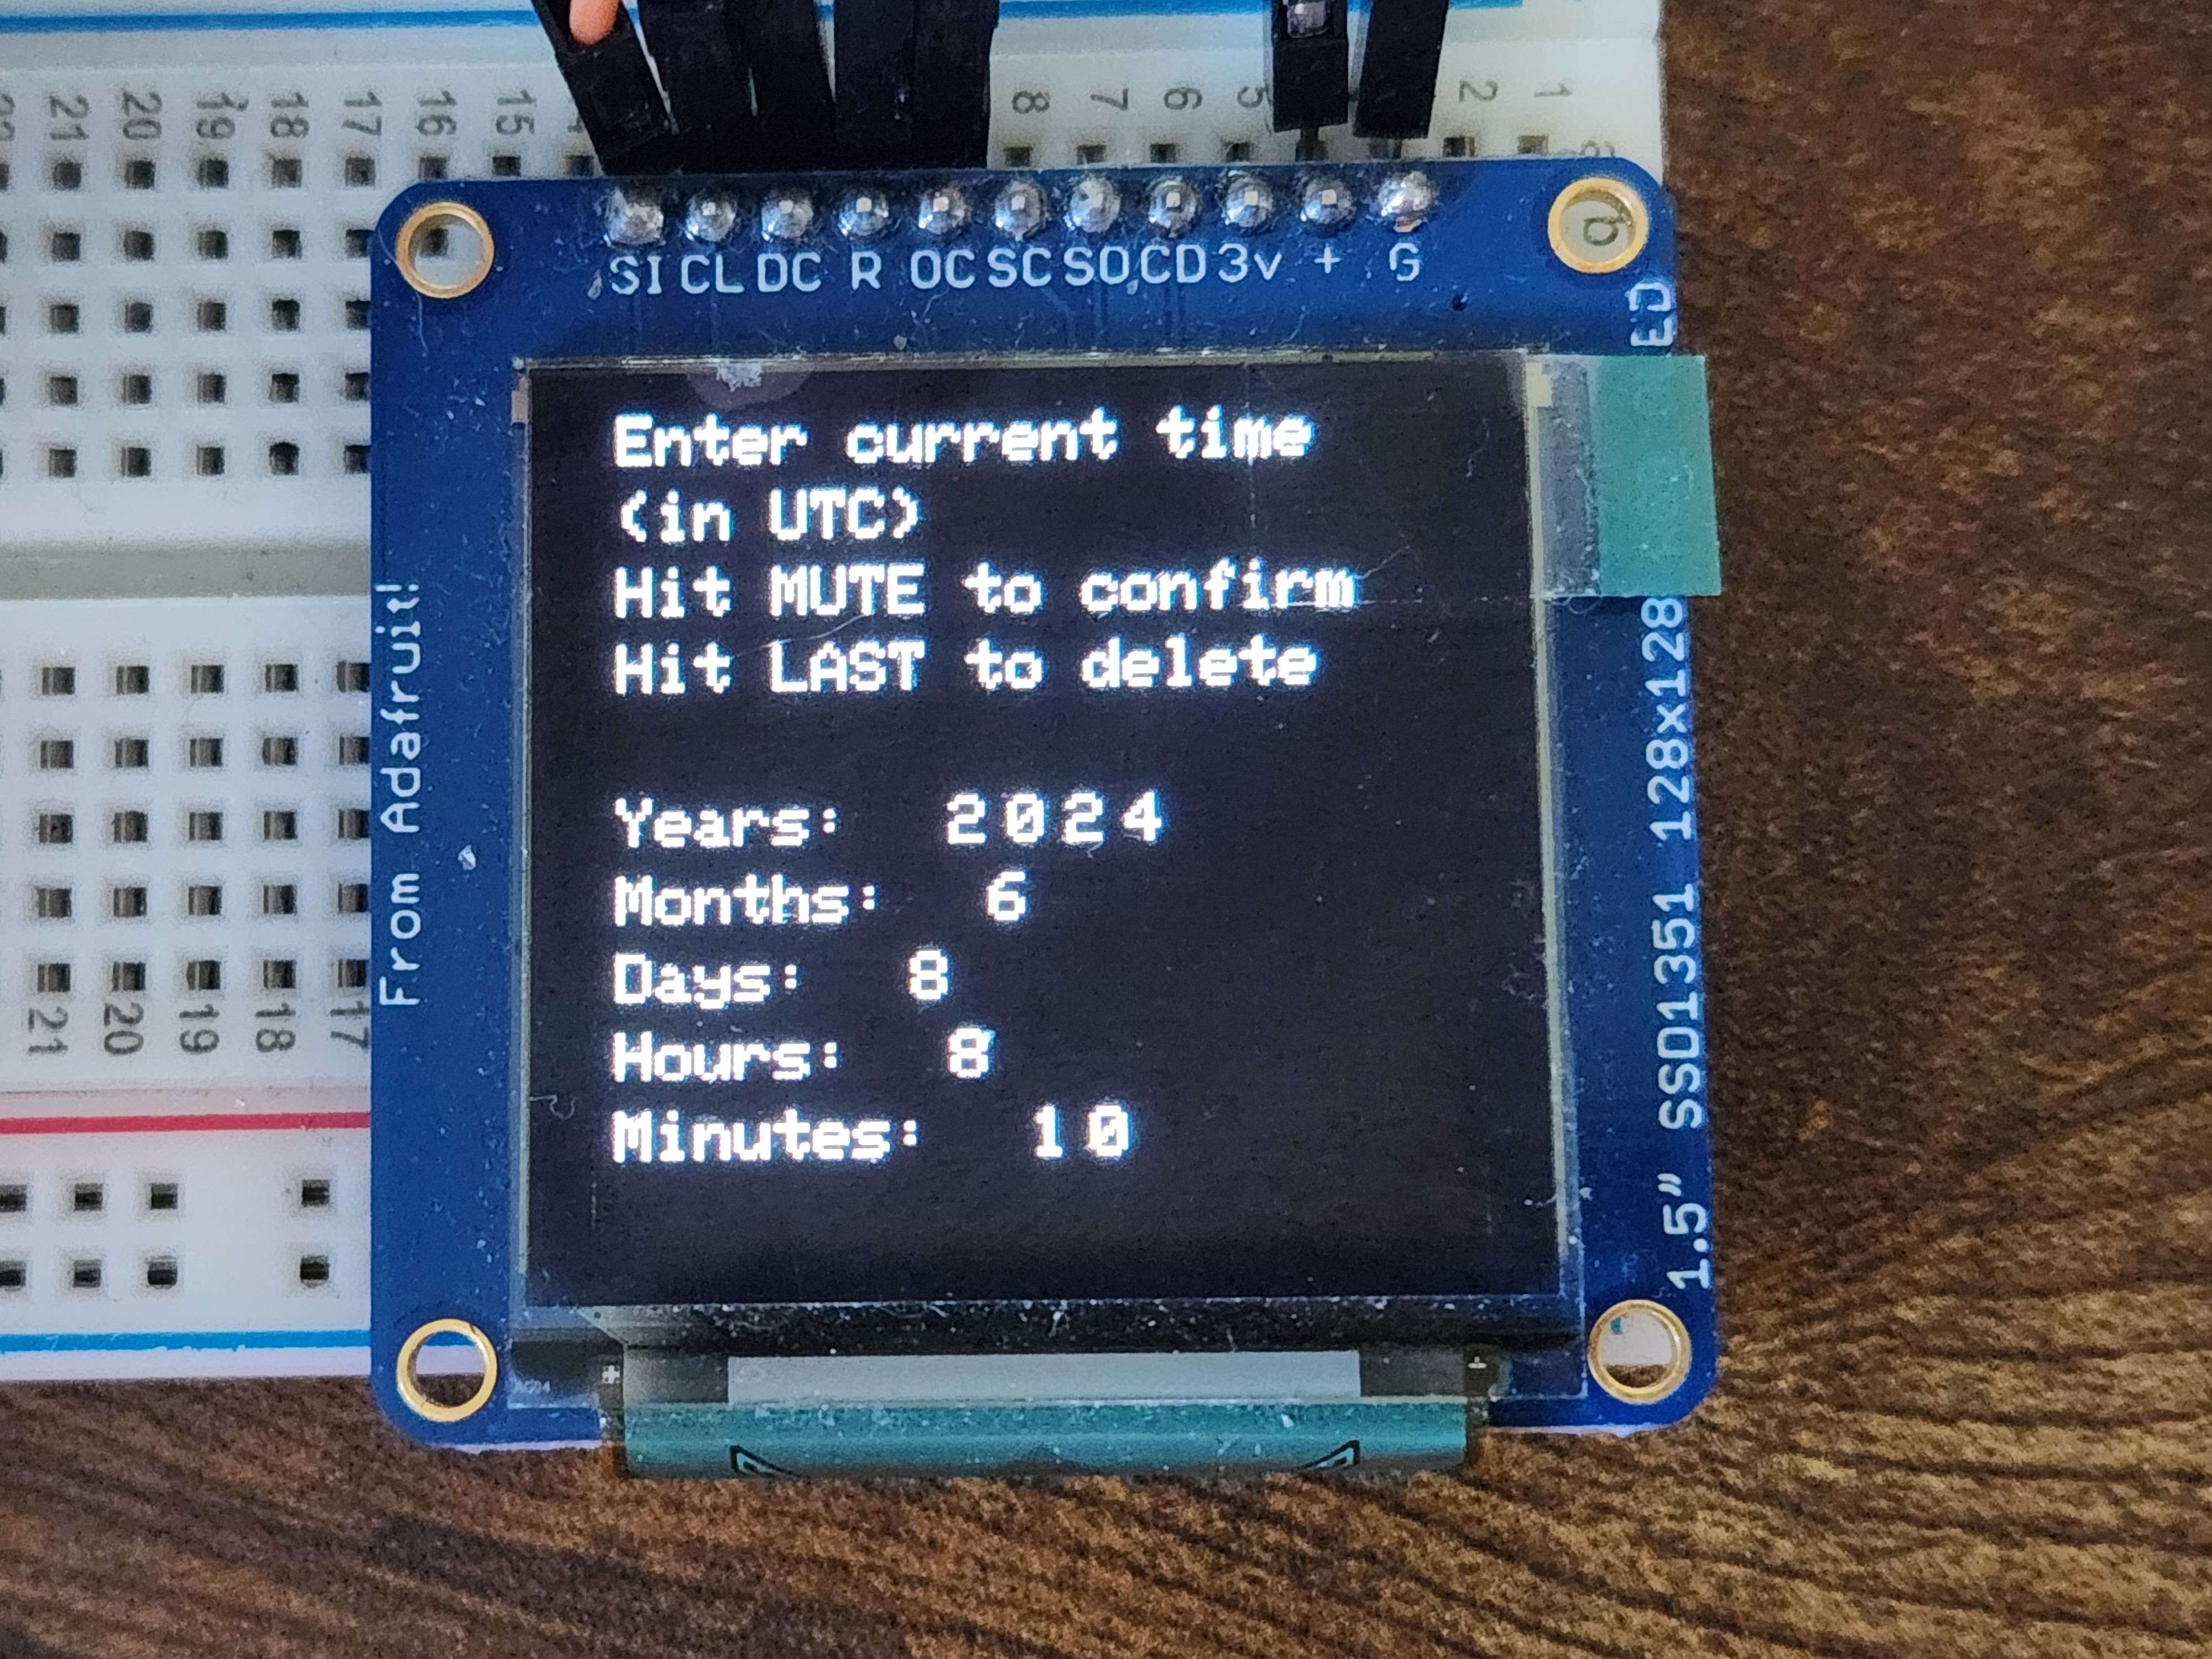 21 20 19 18 17 16 15 8 7 6 5 2 1
SI CL DC R OC SC SO CD 3v + G
Enter current time
(in UTC)
Hit MUTE to confirm
Hit LAST to delete
Years: 2024
Months: 6
Days: 8
Hours: 8
Minutes: 10
From Adafruit!
1.5" SSD1351 128x128
ED
21 20 19 18 17
b